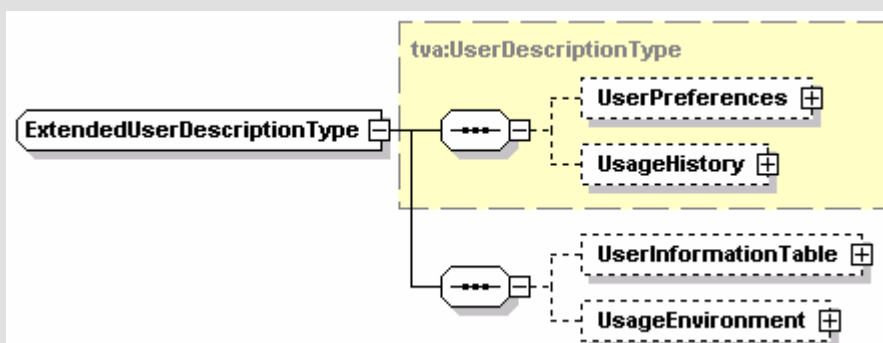 tva:UserDescriptionType
UserPreferences
ExtendedUserDescriptionType
UsageHistory
UserInformationTable
UsageEnvironment